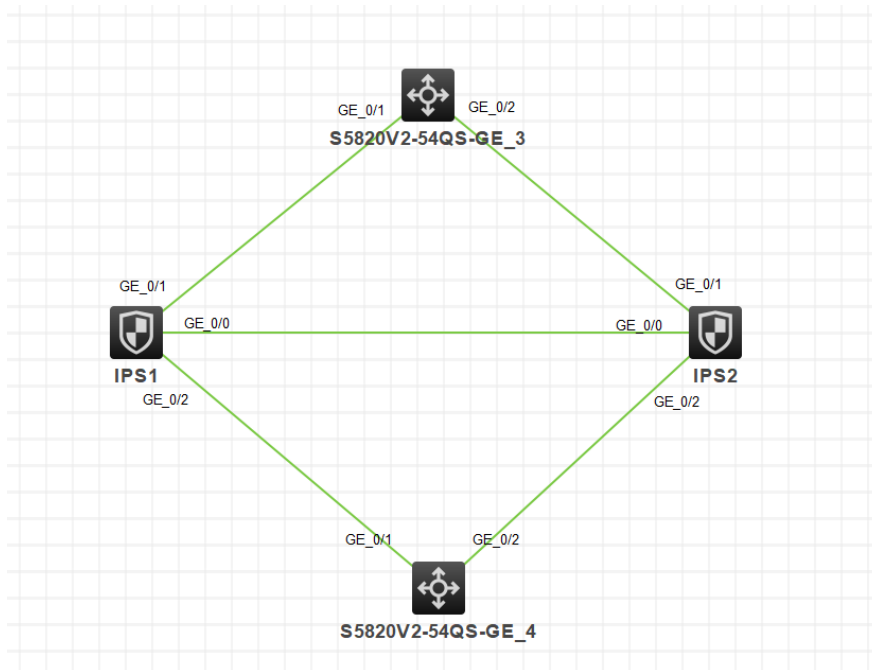 GE_0/1
GE_0/2
S5820V2-54QS-GE_3
GE_0/1
GE_0/1
GE_0/0
GE_0/0
IPS1
IPS2
GE_0/2
GE_0/2
GE_0/1
GE_0/2
S5820V2-54QS-GE_4